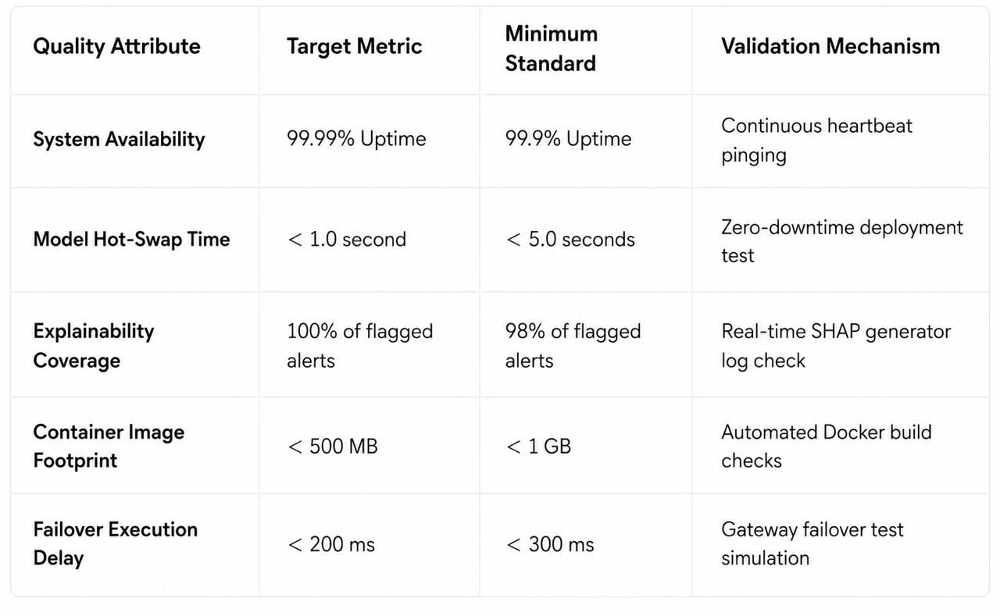 Quality Attribute
Target Metric
Minimum
Standard
Validation Mechanism
System Availability
99.99% Uptime
99.9% Uptime
Continuous heartbeat
pinging
Model Hot-Swap Time
< 1.0 second
< 5.0 seconds
Zero-downtime deployment
test
Explainability
Coverage
100% of flagged
alerts
98% of flagged
alerts
Real-time SHAP generator
log check
Container Image
Footprint
< 500 MB
< 1 GB
Automated Docker build
checks
Failover Execution
Delay
< 200 ms
< 300 ms
Gateway failover test
simulation